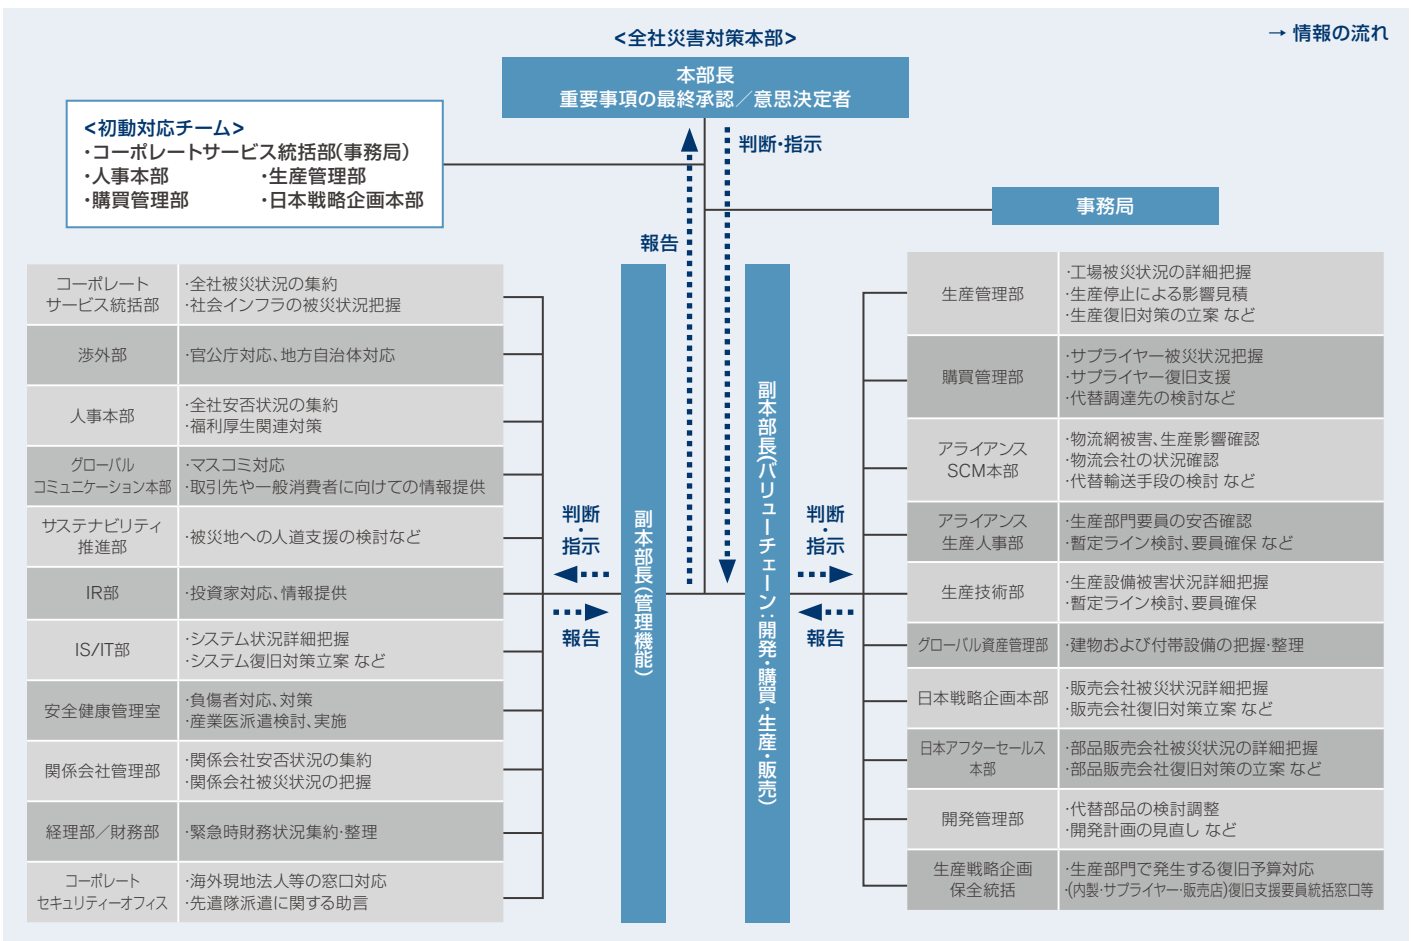 → 情報の流れ
<全社災害対策本部>
本部長
重要事項の最終承認／意思決定者
<初動対応チーム>
・コーポレートサービス統括部(事務局)
・人事本部 ・生産管理部
・購買管理部 ・日本戦略企画本部
判断・指示
報告
事務局
コーポレート
サービス統括部
・全社被災状況の集約
・社会インフラの被災状況把握
渉外部
・官公庁対応、地方自治体対応
人事本部
・全社安否状況の集約
・福利厚生関連対策
グローバル
コミュニケーション本部
・マスコミ対応
・取引先や一般消費者に向けての情報提供
サステナビリティ
推進部
・被災地への人道支援の検討など
IR部
・投資家対応、情報提供
IS/IT部
・システム状況詳細把握
・システム復旧対策立案 など
安全健康管理室
・負傷者対応、対策
・産業医派遣検討、実施
関係会社管理部
・関係会社安否状況の集約
・関係会社被災状況の把握
経理部／財務部
・緊急時財務状況集約・整理
コーポレート
セキュリティーオフィス
・海外現地法人等の窓口対応
・先遣隊派遣に関する助言
判断
・
指示
報告
副本部長(管理機能)
副本部長(バリューチェーン：開発・購買・生産・販売)
判断
・
指示
報告
生産管理部
・工場被災状況の詳細把握
・生産停止による影響見積
・生産復旧対策の立案 など
購買管理部
・サプライヤー被災状況把握
・サプライヤー復旧支援
・代替調達先の検討など
アライアンス
SCM本部
・物流網被害、生産影響確認
・物流会社の状況確認
・代替輸送手段の検討 など
アライアンス
生産人事部
・生産部門要員の安否確認
・暫定ライン検討、要員確保 など
生産技術部
・生産設備被害状況詳細把握
・暫定ライン検討、要員確保
グローバル資産管理部
・建物および付帯設備の把握・整理
日本戦略企画本部
・販売会社被災状況詳細把握
・販売会社復旧対策立案 など
日本アフターセールス
本部
・部品販売会社被災状況の詳細把握
・部品販売会社復旧対策の立案 など
開発管理部
・代替部品の検討調整
・開発計画の見直し など
生産戦略企画
保全統括
・生産部門で発生する復旧予算対応
・(内製・サプライヤー・販売店)復旧支援要員統括窓口等